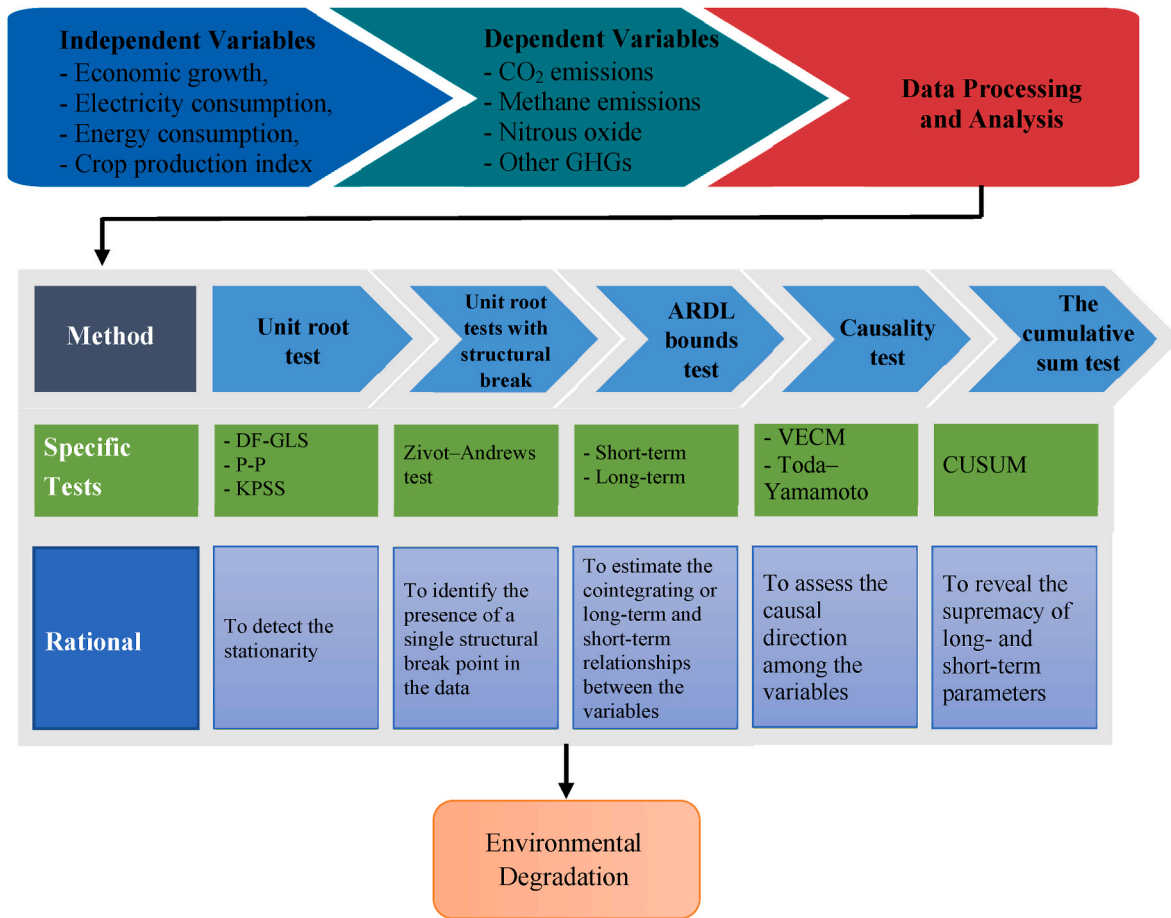 Independent Variables
- Economic growth,
- Electricity consumption,
- Energy consumption,
- Crop production index
Dependent Variables
- CO₂ emissions
- Methane emissions
- Nitrous oxide
- Other GHGs
Data Processing
and Analysis
Method
Unit root
test
Unit root
tests with
structural
break
ARDL
bounds
test
Causality
test
The
cumulative
sum test
Specific
Tests
- DF-GLS
- P-P
- KPSS
Zivot–Andrews
test
- Short-term
- Long-term
- VECM
- Toda–
Yamamoto
CUSUM
Rational
To detect the
stationarity
To identify the
presence of a
single structural
break point in
the data
To estimate the
cointegrating or
long-term and
short-term
relationships
between the
variables
To assess the
causal
direction
among the
variables
To reveal the
supremacy of
long- and
short-term
parameters
Environmental
Degradation